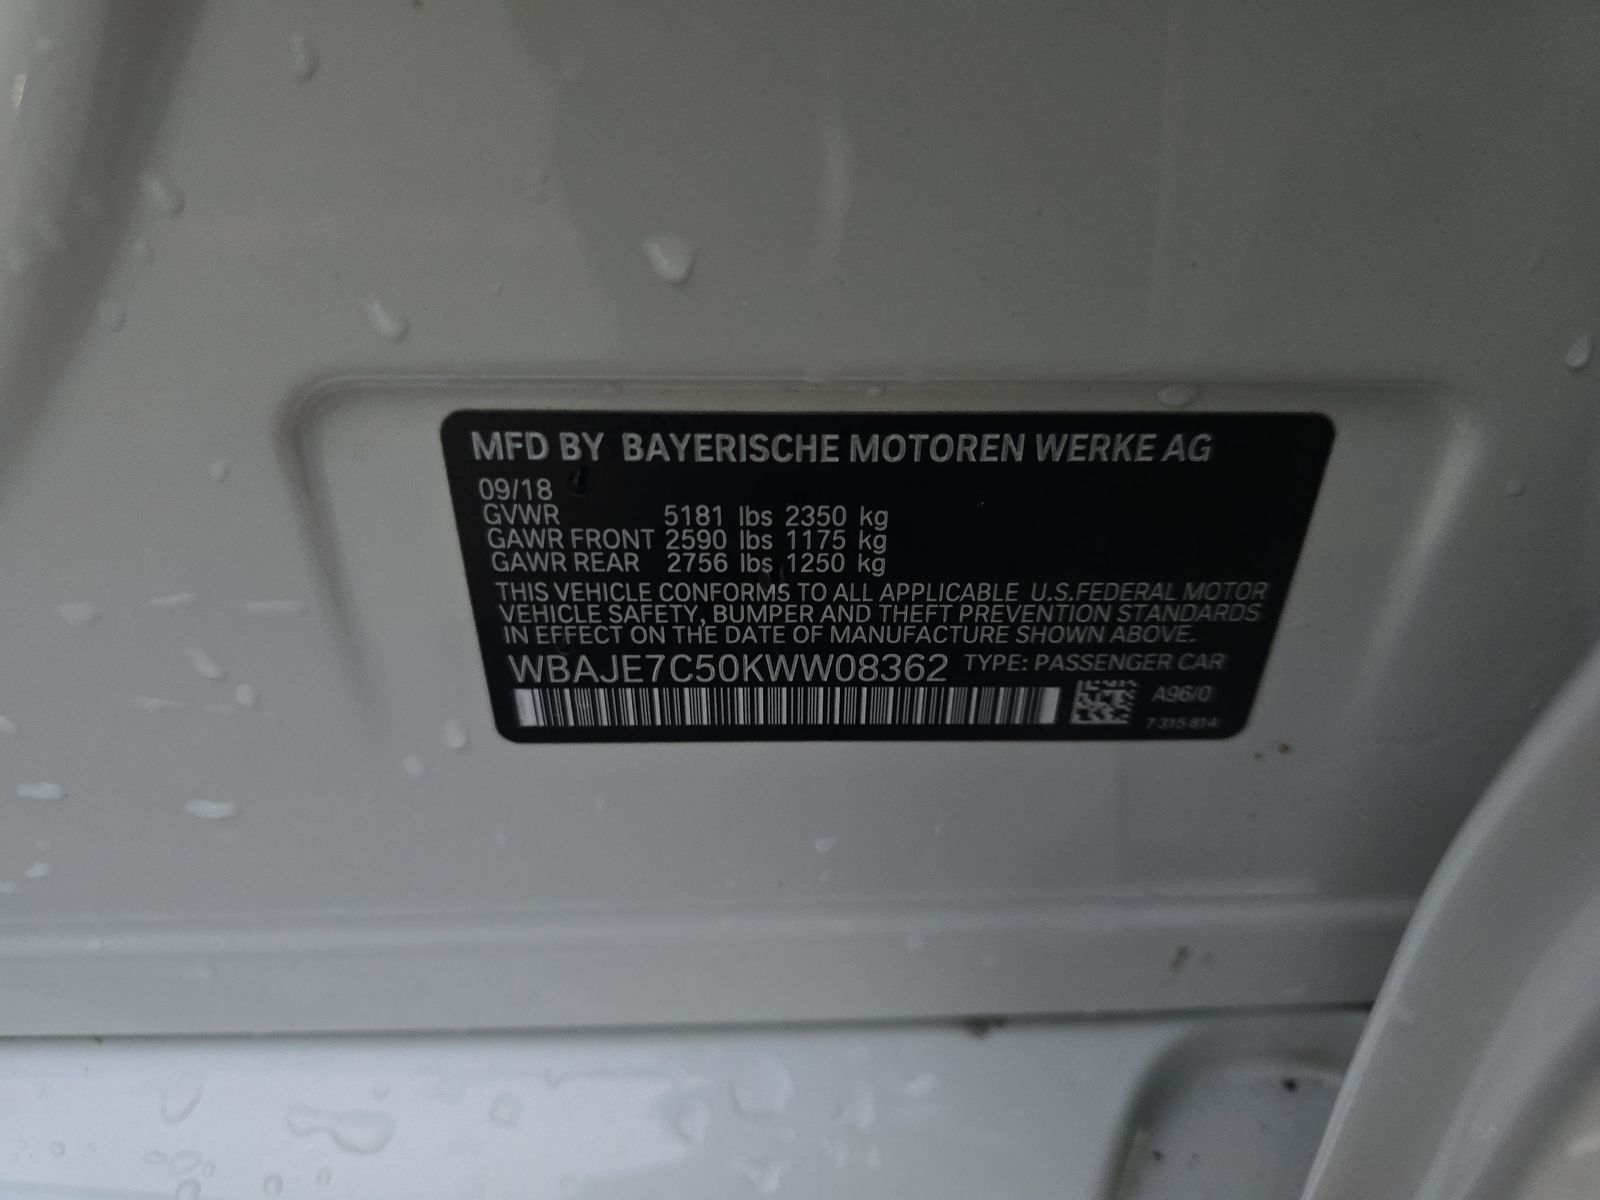 MFD BY BAYERISCHE MOTOREN WERKE AG
09/18
GVWR 5181 lbs 2350 kg
GAWR FRONT 2590 lbs 1175 kg
GAWR REAR 2756 lbs 1250 kg
THIS VEHICLE CONFORMS TO ALL APPLICABLE U.S.FEDERAL MOTOR
VEHICLE SAFETY, BUMPER AND THEFT PREVENTION STANDARDS
IN EFFECT ON THE DATE OF MANUFACTURE SHOWN ABOVE.
WBAJE7C50KWW08362 TYPE: PASSENGER CAR
A96/0
7 315 814